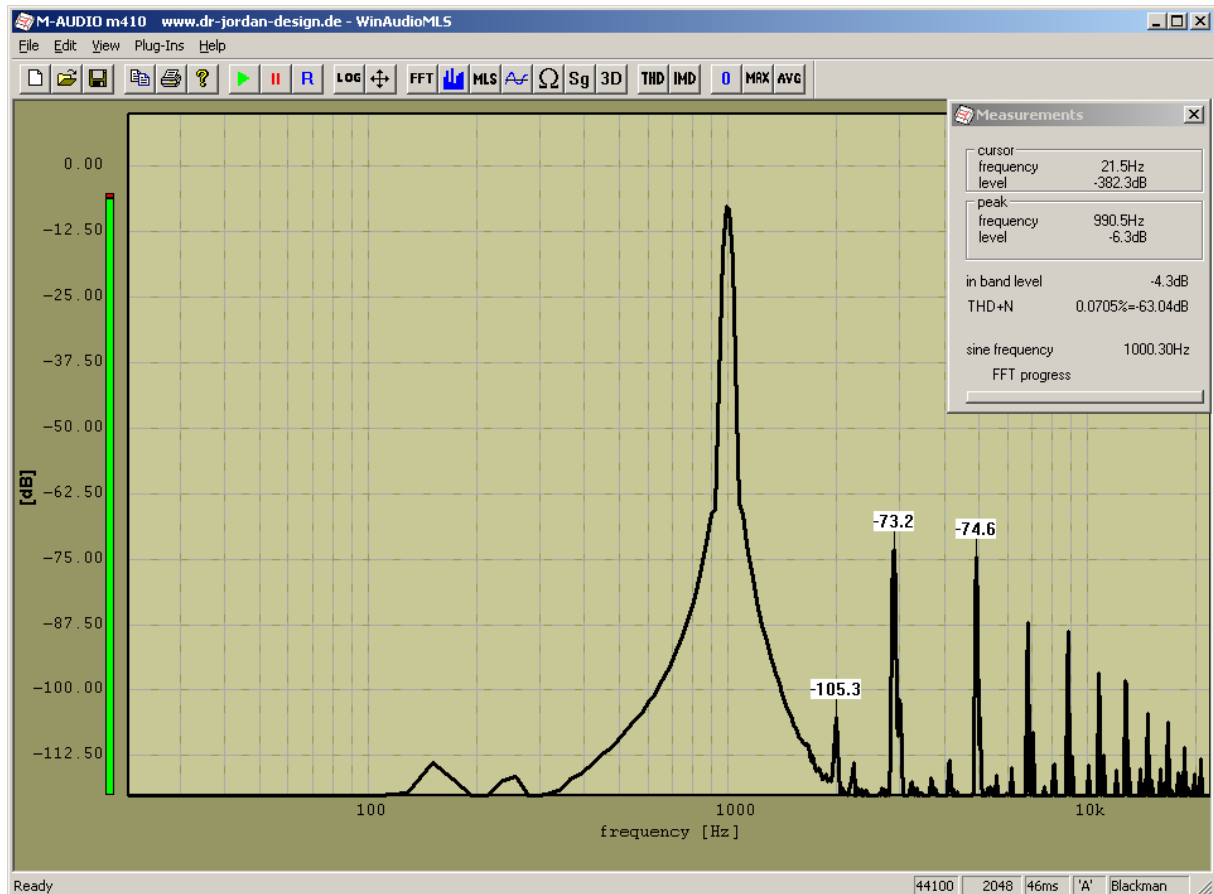 M-AUDIO m410 www.dr-jordan-design.de - WinAudioMLS
File Edit View Plug-Ins Help
R LOG FFT MLS Ω Sg 3D THD IMD 0 MAX AVG
Measurements
cursor
frequency 21.5Hz
level -382.3dB
peak
frequency 990.5Hz
level -6.3dB
in band level -4.3dB
THD+N 0.0705%=-63.04dB
sine frequency 1000.30Hz
FFT progress
[dB]
0.00
-12.50
-25.00
-37.50
-50.00
-62.50
-75.00
-87.50
-100.00
-112.50
-73.2
-74.6
-105.3
100 1000 10k
frequency [Hz]
Ready 44100 2048 46ms 'A' Blackman